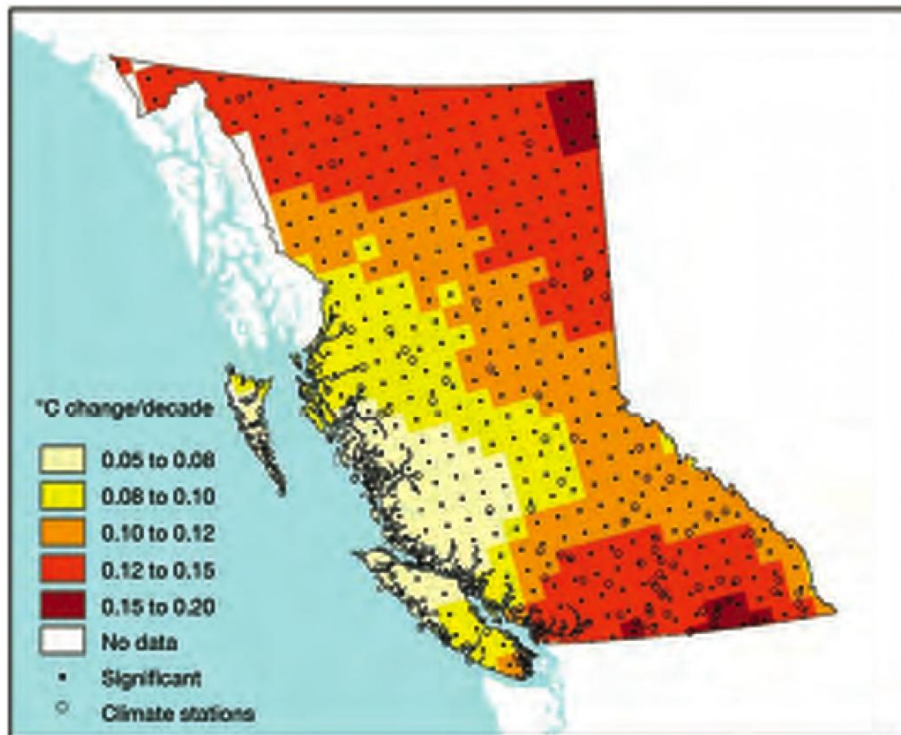 °C change/decade
0.05 to 0.08
0.08 to 0.10
0.10 to 0.12
0.12 to 0.15
0.15 to 0.20
No data
Significant
Climate stations